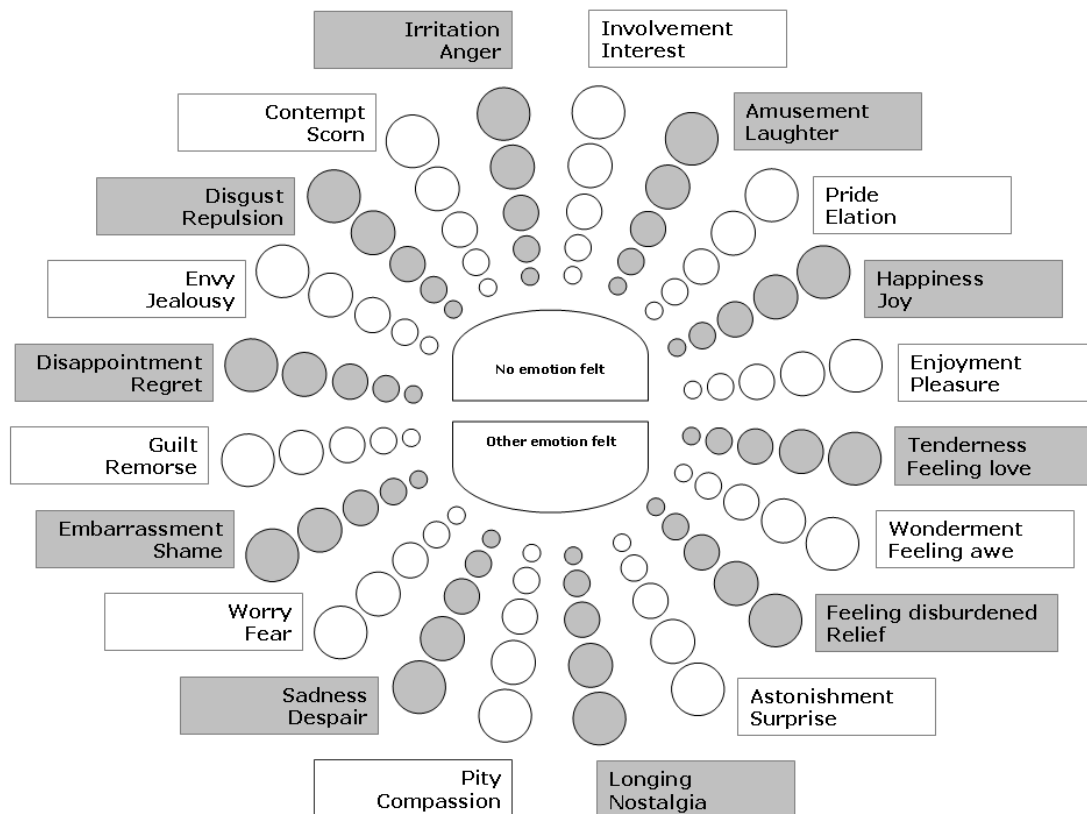 Irritation
Anger
Involvement
Interest
Contempt
Scorn
Amusement
Laughter
Disgust
Repulsion
Pride
Elation
Envy
Jealousy
Happiness
Joy
Disappointment
Regret
No emotion felt
Enjoyment
Pleasure
Guilt
Remorse
Other emotion felt
Tenderness
Feeling love
Embarrassment
Shame
Wonderment
Feeling awe
Worry
Fear
Feeling disburdened
Relief
Sadness
Despair
Astonishment
Surprise
Pity
Compassion
Longing
Nostalgia